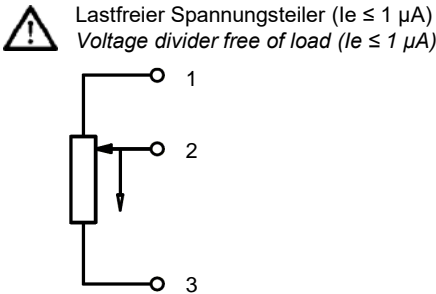 Lastfreier Spannungsteiler (Ie ≤ 1 µA)
Voltage divider free of load (Ie ≤ 1 µA)
1
2
3